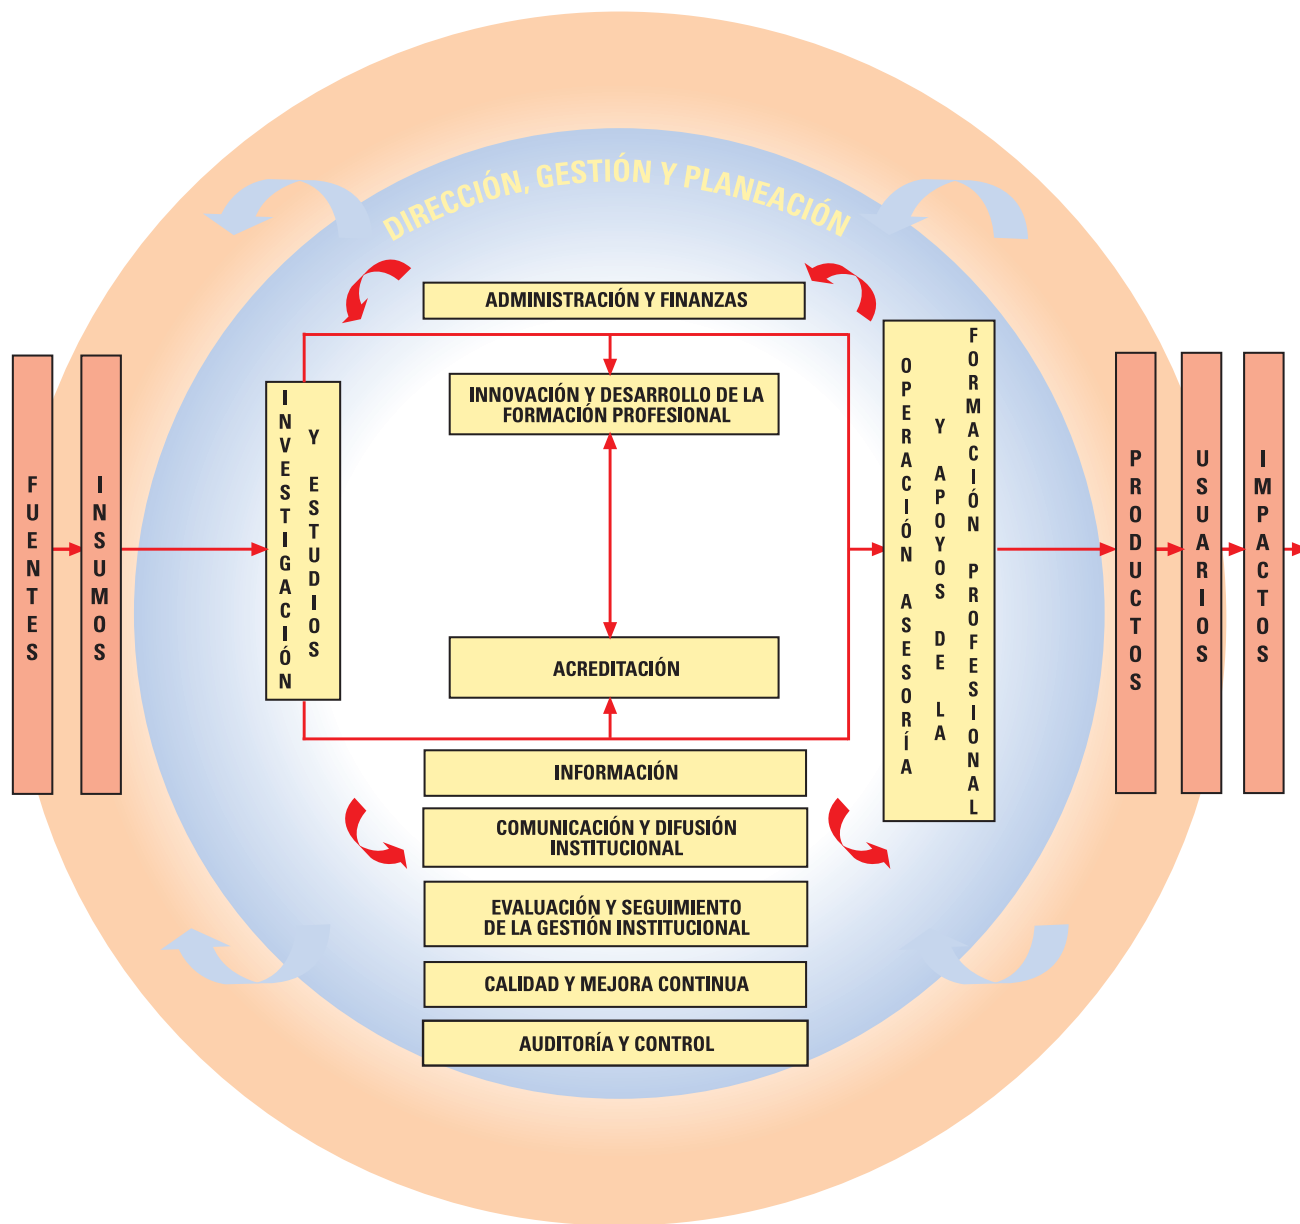 DIRECCIÓN, GESTIÓN Y PLANEACIÓN
ADMINISTRACIÓN Y FINANZAS
FUENTES
INSUMOS
INVESTIGACIÓN
Y ESTUDIOS
INNOVACIÓN Y DESARROLLO DE LA
FORMACIÓN PROFESIONAL
ACREDITACIÓN
OPERACIÓN ASESORÍA
Y APOYOS DE LA
FORMACIÓN PROFESIONAL
PRODUCTOS
USUARIOS
IMPACTOS
INFORMACIÓN
COMUNICACIÓN Y DIFUSIÓN
INSTITUCIONAL
EVALUACIÓN Y SEGUIMIENTO
DE LA GESTIÓN INSTITUCIONAL
CALIDAD Y MEJORA CONTINUA
AUDITORÍA Y CONTROL